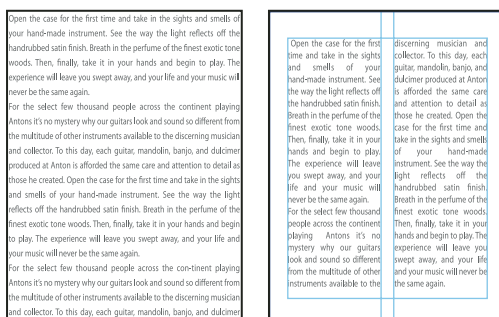 Open the case for the first time and take in the sights and smells of
your hand-made instrument. See the way the light reflects off the
handrubbed satin finish. Breath in the perfume of the finest exotic tone
woods. Then, finally, take it in your hands and begin to play. The
experience will leave you swept away, and your life and your music will
never be the same again.
For the select few thousand people across the continent playing
Antons it's no mystery why our guitars look and sound so different from
the multitude of other instruments available to the discerning musician
and collector. To this day, each guitar, mandolin, banjo, and dulcimer
produced at Anton is afforded the same care and attention to detail as
those he created. Open the case for the first time and take in the sights
and smells of your hand-made instrument. See the way the light
reflects off the handrubbed satin finish. Breath in the perfume of the
finest exotic tone woods. Then, finally, take it in your hands and begin
to play. The experience will leave you swept away, and your life and
your music will never be the same again.
For the select few thousand people across the con-tinent playing
Antons it's no mystery why our guitars look and sound so different from
the multitude of other instruments available to the discerning musician
and collector. To this day, each guitar, mandolin, banjo, and dulcimer
Open the case for the first
time and take in the sights
and smells of your
hand-made instrument. See
the way the light reflects off
the handrubbed satin finish.
Breath in the perfume of the
finest exotic tone woods.
Then, finally, take it in your
hands and begin to play.
The experience will leave
you swept away, and your
life and your music will
never be the same again.
For the select few thousand
people across the continent
playing Antons it's no
mystery why our guitars
look and sound so different
from the multitude of other
instruments available to the
discerning musician and
collector. To this day, each
guitar, mandolin, banjo, and
dulcimer produced at Anton
is afforded the same care
and attention to detail as
those he created. Open the
case for the first time and
take in the sights and smells
of your hand-made
instrument. See the way the
light reflects off the
handrubbed satin finish.
Breath in the perfume of the
finest exotic tone woods.
Then, finally, take it in your
hands and begin to play. The
experience will leave you
swept away, and your life
and your music will never be
the same again.